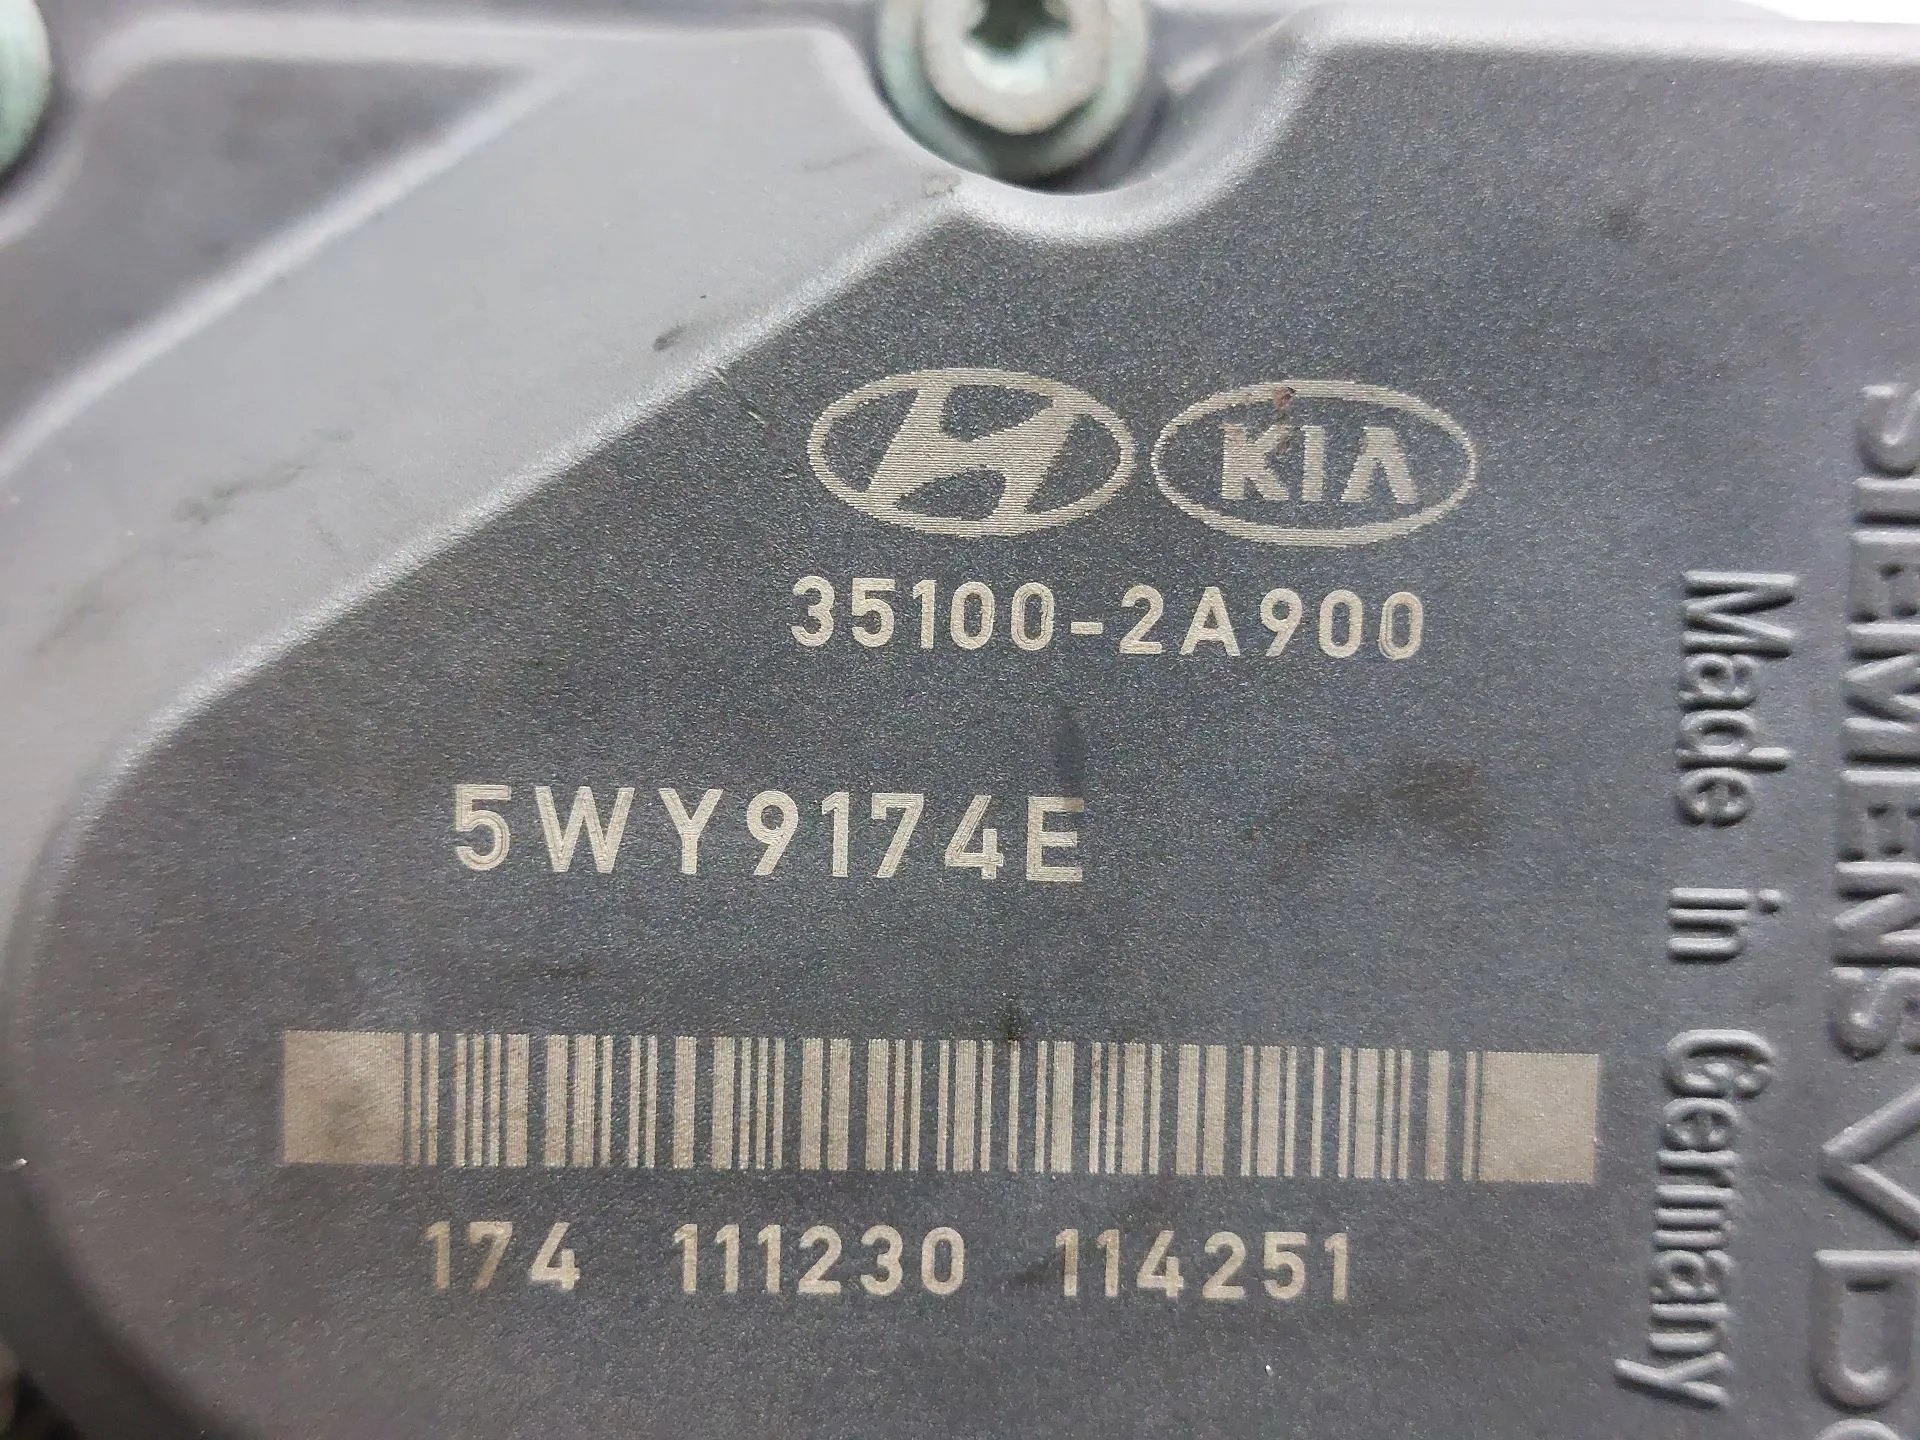 KIA
35100-2A900
5WY9174E
174 111230 114251
Made in Germany
SIEMENS VDO